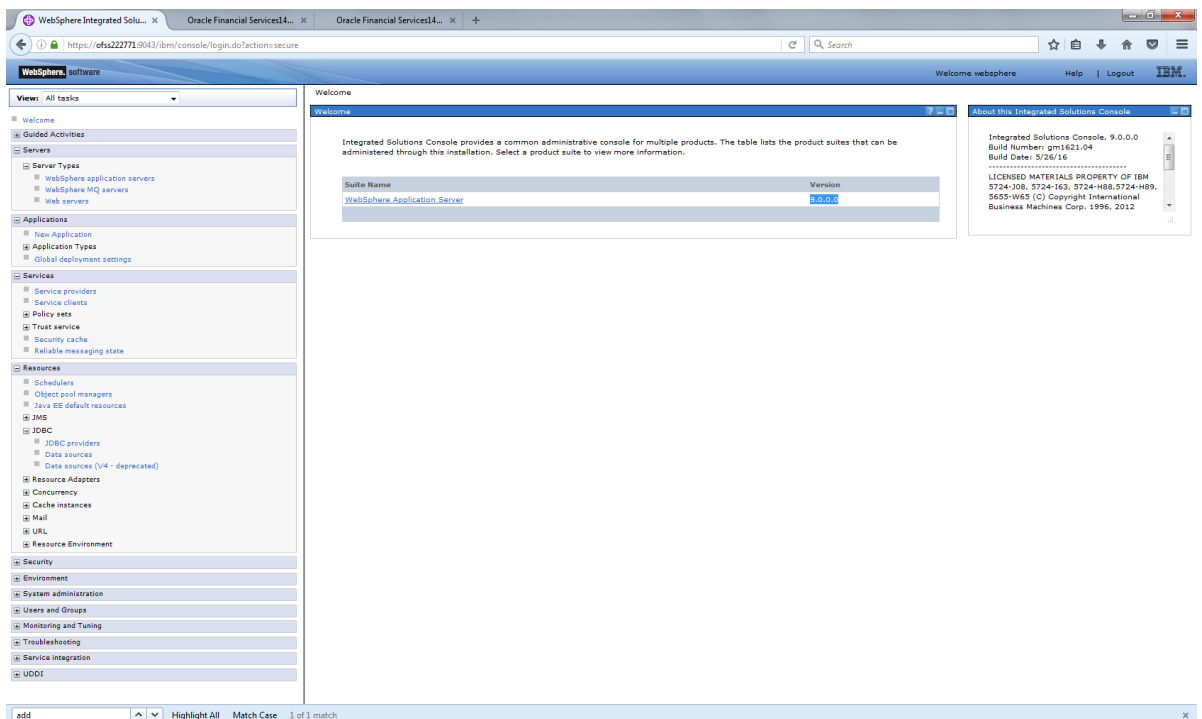 WebSphere Integrated Solu... ×
Oracle Financial Services14... ×
Oracle Financial Services14... ×
https://ofss222771:9043/ibm/console/login.do?action=secure
Search
WebSphere. software
Welcome websphere
Help | Logout
IBM.
View: All tasks
Welcome
Guided Activities
Servers
Server Types
WebSphere application servers
WebSphere MQ servers
Web servers
Applications
New Application
Application Types
Global deployment settings
Services
Service providers
Service clients
Policy sets
Trust service
Security cache
Reliable messaging state
Resources
Schedulers
Object pool managers
Java EE default resources
JMS
JDBC
JDBC providers
Data sources
Data sources (V4 - deprecated)
Resource Adapters
Concurrency
Cache instances
Mail
URL
Resource Environment
Security
Environment
System administration
Users and Groups
Monitoring and Tuning
Troubleshooting
Service integration
UDDI
Welcome
Welcome
Integrated Solutions Console provides a common administrative console for multiple products. The table lists the product suites that can be
administered through this installation. Select a product suite to view more information.
Suite Name Version
WebSphere Application Server 9.0.0.0
About this Integrated Solutions Console
Integrated Solutions Console, 9.0.0.0
Build Number: gm1621.04
Build Date: 5/26/16
----------------------------------
LICENSED MATERIALS PROPERTY OF IBM
5724-J08, 5724-I63, 5724-H88,5724-H89,
5655-W65 (C) Copyright International
Business Machines Corp. 1996, 2012
add
Highlight All Match Case 1 of 1 match